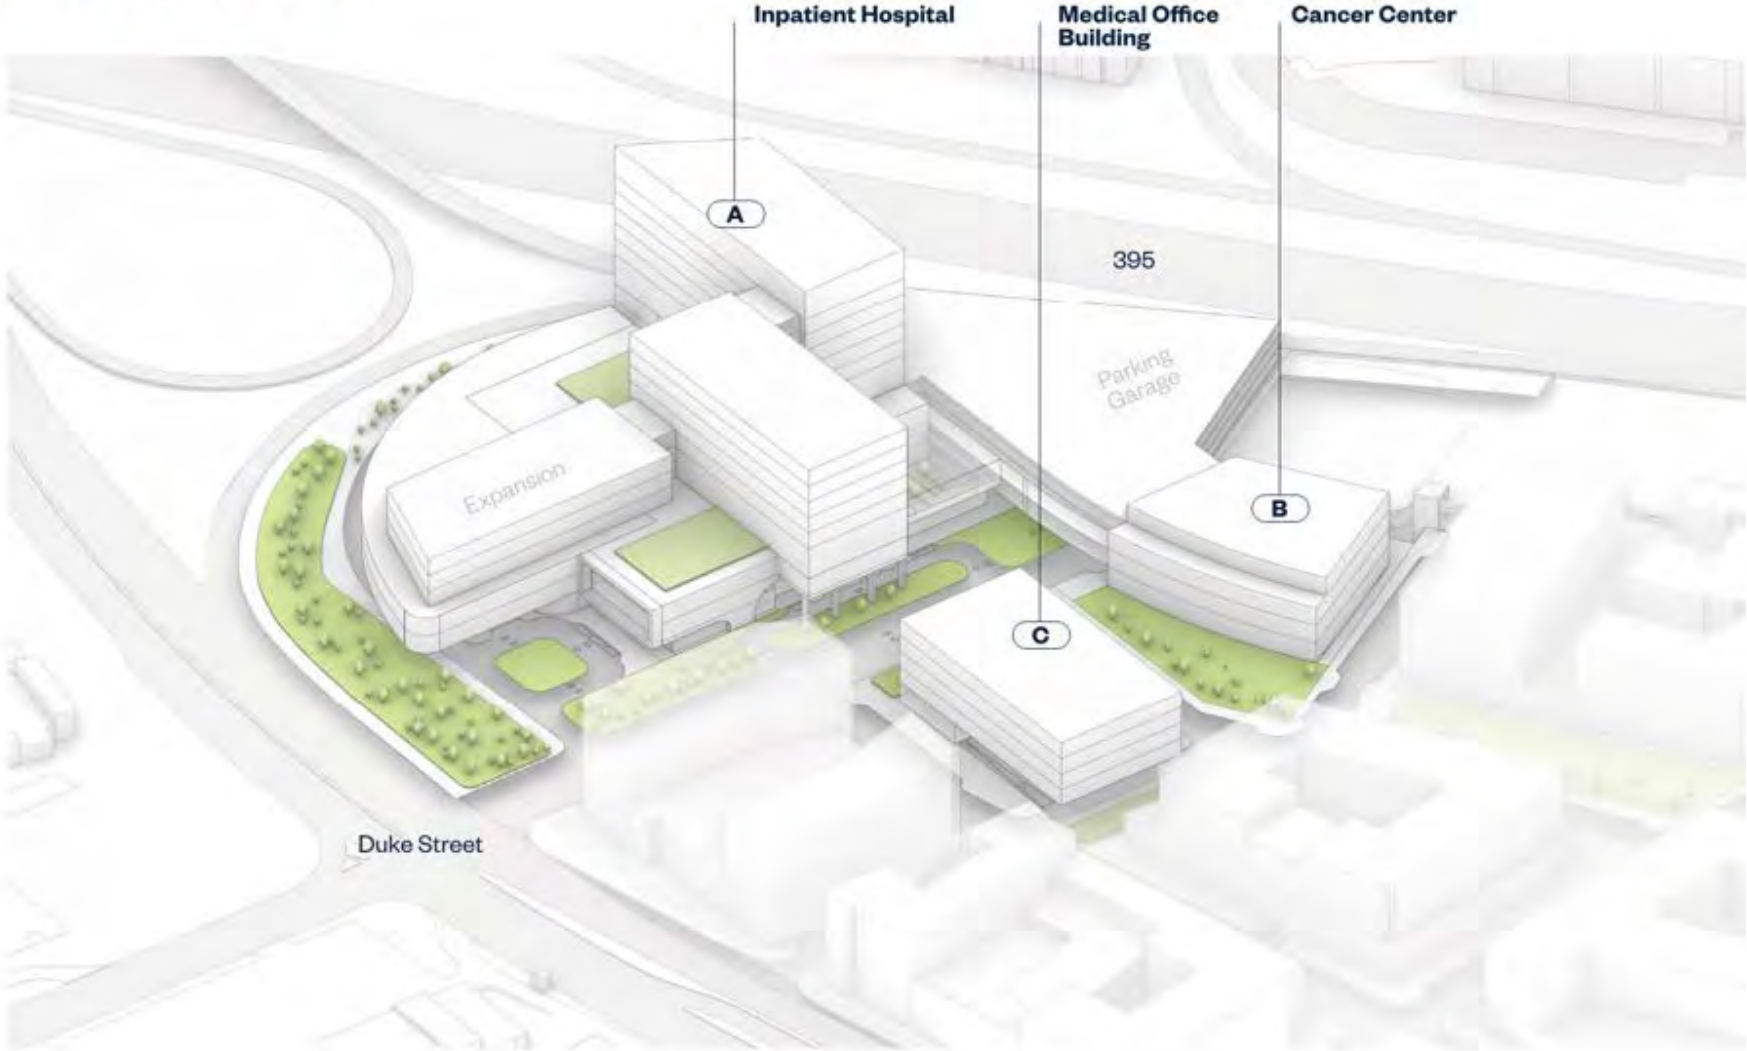 Inpatient Hospital
Medical Office
Building
Cancer Center
A
395
Parking
Garage
Expansion
B
C
Duke Street